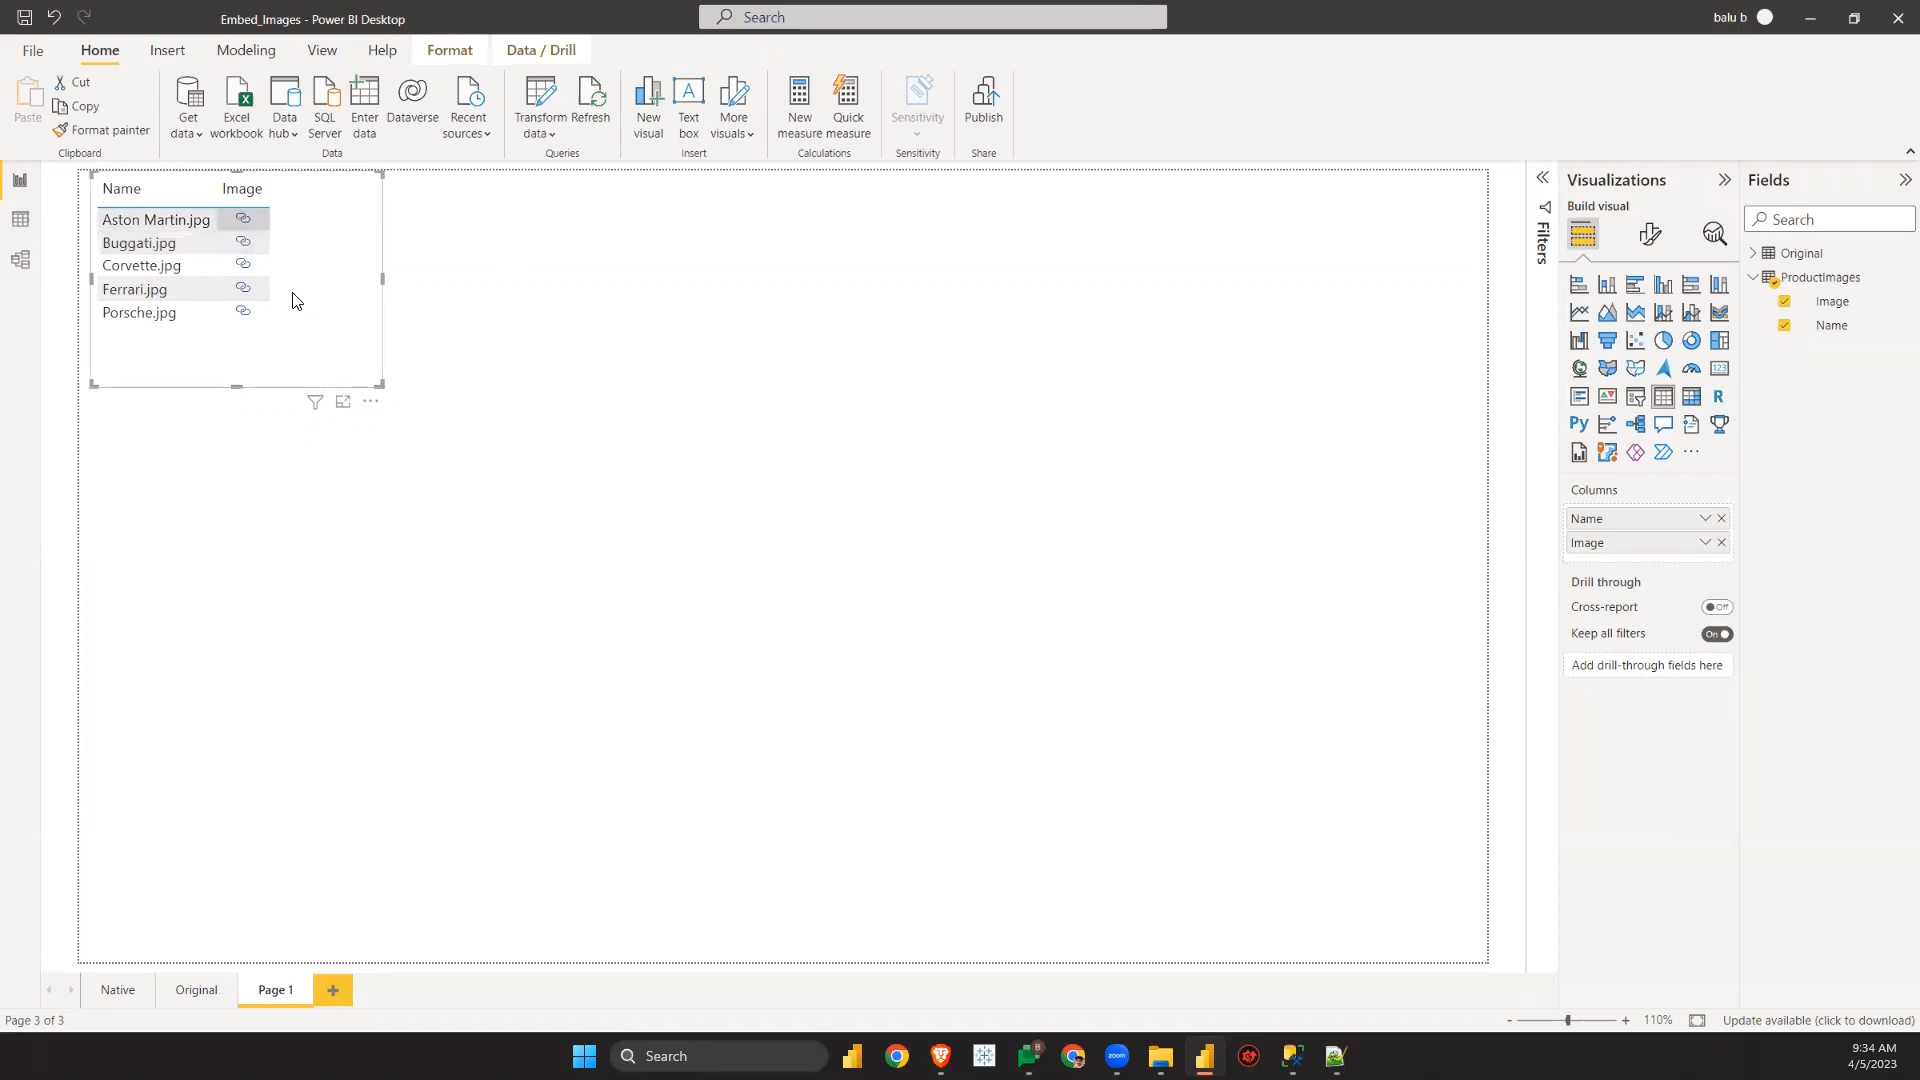 Embed_Images - Power BI Desktop
Search
balu b
File
Home
Insert
Modeling
View
Help
Format
Data / Drill
Paste
Cut
Copy
Format painter
Get data
Excel workbook
Data hub
SQL Server
Enter data
Dataverse
Recent sources
Transform data
Refresh
New visual
Text box
More visuals
New measure
Quick measure
Sensitivity
Publish
Clipboard
Data
Queries
Insert
Calculations
Sensitivity
Share
Name Image
Aston Martin.jpg
Buggati.jpg
Corvette.jpg
Ferrari.jpg
Porsche.jpg
Filters
Visualizations
Build visual
123
R
Py
Columns
Name
Image
Drill through
Cross-report Off
Keep all filters On
Add drill-through fields here
Fields
Search
Original
ProductImages
Image
Name
Native
Original
Page 1
Page 3 of 3
110%
Update available (click to download)
Search
B
zoom
9:34 AM
4/5/2023